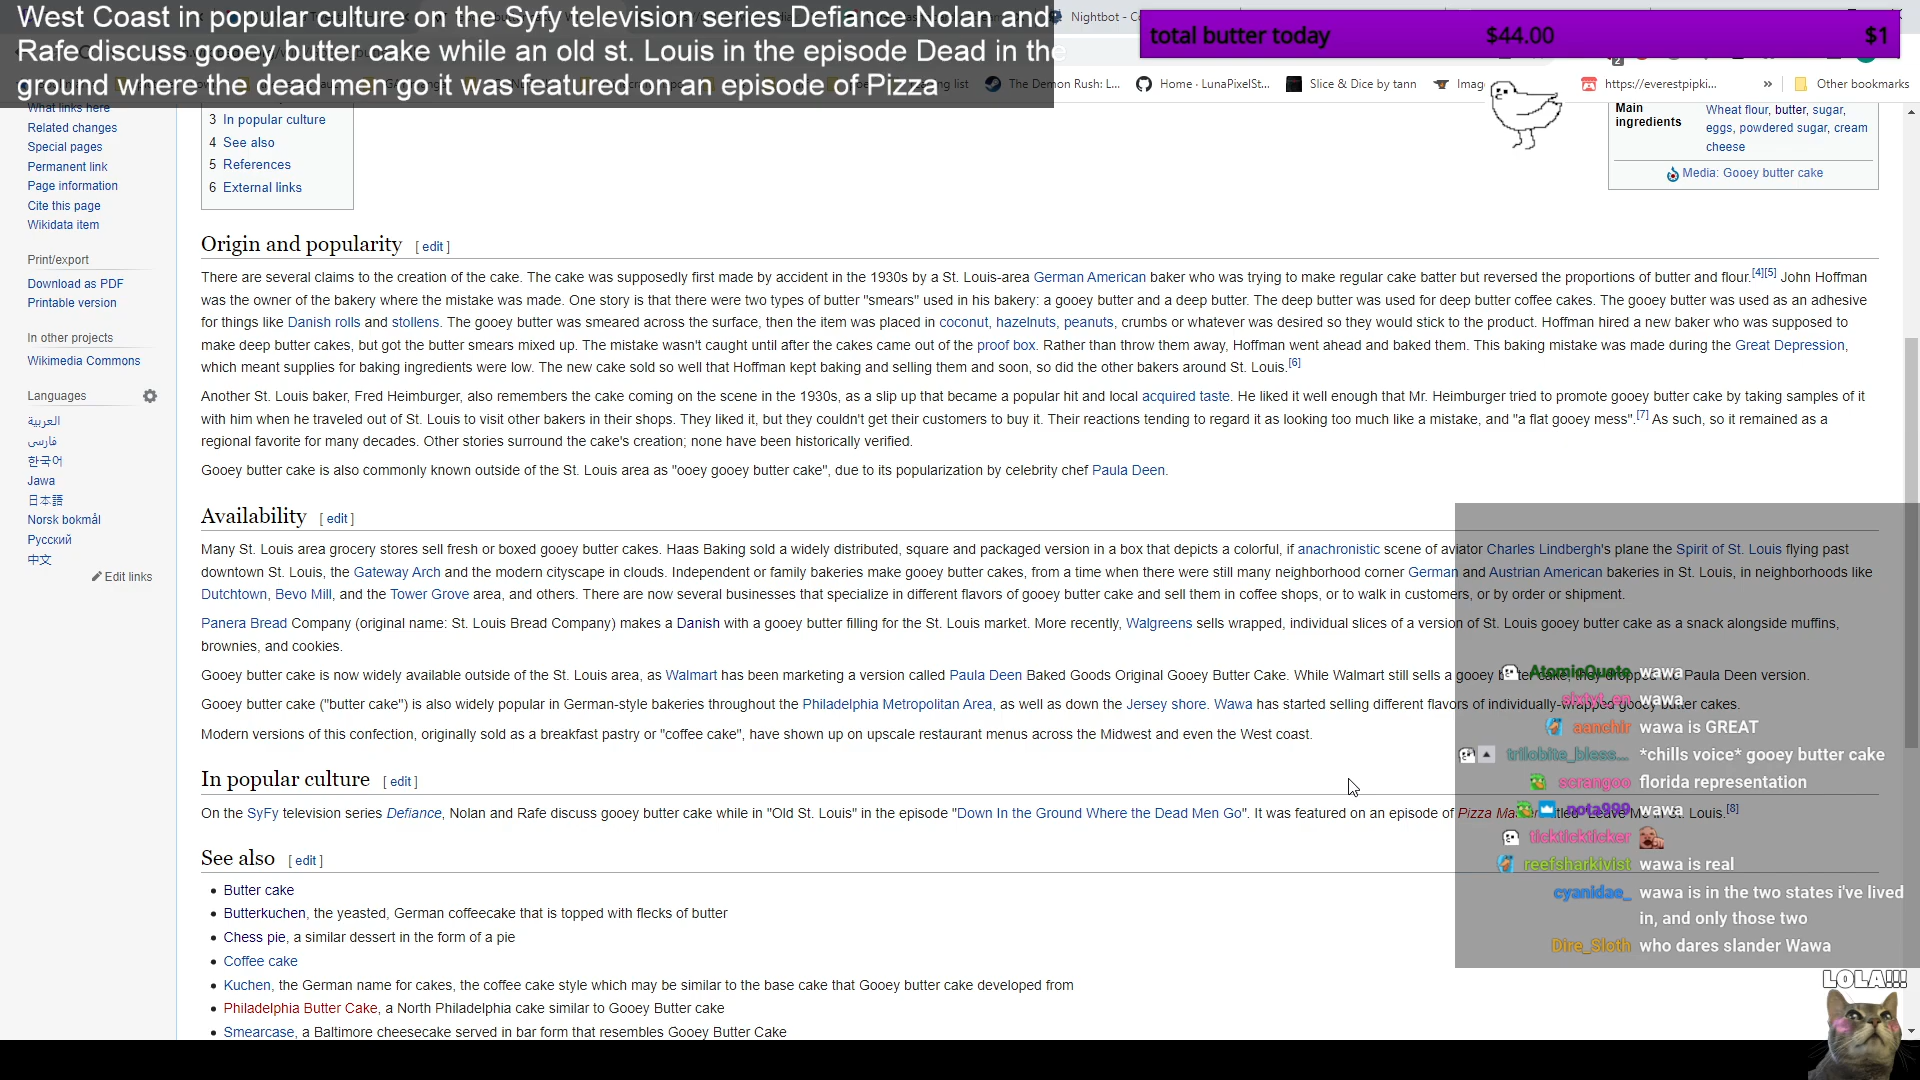 West Coast in popular culture on the Syfy television series Defiance Nolan and
Rafe discuss gooey butter cake while an old st. Louis in the episode Dead in the
ground where the dead men go it was featured on an episode of Pizza
Nightbot - C
total butter today $44.00 $1
The Demon Rush: L...
Home · LunaPixelSt...
Slice & Dice by tann
Imag
https://everestpipki...
»
Other bookmarks
What links here
Related changes
Special pages
Permanent link
Page information
Cite this page
Wikidata item
Print/export
Download as PDF
Printable version
In other projects
Wikimedia Commons
Languages
العربية
فارسی
한국어
Jawa
日本語
Norsk bokmål
Русский
中文
Edit links
3 In popular culture
4 See also
5 References
6 External links
Main ingredients
Wheat flour, butter, sugar,
eggs, powdered sugar, cream
cheese
Media: Gooey butter cake
Origin and popularity [ edit ]
There are several claims to the creation of the cake. The cake was supposedly first made by accident in the 1930s by a St. Louis-area German American baker who was trying to make regular cake batter but reversed the proportions of butter and flour.[4][5] John Hoffman
was the owner of the bakery where the mistake was made. One story is that there were two types of butter "smears" used in his bakery: a gooey butter and a deep butter. The deep butter was used for deep butter coffee cakes. The gooey butter was used as an adhesive
for things like Danish rolls and stollens. The gooey butter was smeared across the surface, then the item was placed in coconut, hazelnuts, peanuts, crumbs or whatever was desired so they would stick to the product. Hoffman hired a new baker who was supposed to
make deep butter cakes, but got the butter smears mixed up. The mistake wasn't caught until after the cakes came out of the proof box. Rather than throw them away, Hoffman went ahead and baked them. This baking mistake was made during the Great Depression,
which meant supplies for baking ingredients were low. The new cake sold so well that Hoffman kept baking and selling them and soon, so did the other bakers around St. Louis.[6]
Another St. Louis baker, Fred Heimburger, also remembers the cake coming on the scene in the 1930s, as a slip up that became a popular hit and local acquired taste. He liked it well enough that Mr. Heimburger tried to promote gooey butter cake by taking samples of it
with him when he traveled out of St. Louis to visit other bakers in their shops. They liked it, but they couldn't get their customers to buy it. Their reactions tending to regard it as looking too much like a mistake, and "a flat gooey mess".[7] As such, so it remained as a
regional favorite for many decades. Other stories surround the cake's creation; none have been historically verified.
Gooey butter cake is also commonly known outside of the St. Louis area as "ooey gooey butter cake", due to its popularization by celebrity chef Paula Deen.
Availability [ edit ]
Many St. Louis area grocery stores sell fresh or boxed gooey butter cakes. Haas Baking sold a widely distributed, square and packaged version in a box that depicts a colorful, if anachronistic scene of aviator Charles Lindbergh's plane the Spirit of St. Louis flying past
downtown St. Louis, the Gateway Arch and the modern cityscape in clouds. Independent or family bakeries make gooey butter cakes, from a time when there were still many neighborhood corner German and Austrian American bakeries in St. Louis, in neighborhoods like
Dutchtown, Bevo Mill, and the Tower Grove area, and others. There are now several businesses that specialize in different flavors of gooey butter cake and sell them in coffee shops, or to walk in customers, or by order or shipment.
Panera Bread Company (original name: St. Louis Bread Company) makes a Danish with a gooey butter filling for the St. Louis market. More recently, Walgreens sells wrapped, individual slices of a version of St. Louis gooey butter cake as a snack alongside muffins,
brownies, and cookies.
Gooey butter cake is now widely available outside of the St. Louis area, as Walmart has been marketing a version called Paula Deen Baked Goods Original Gooey Butter Cake. While Walmart still sells a gooey butter cake, they dropped the Paula Deen version.
Gooey butter cake ("butter cake") is also widely popular in German-style bakeries throughout the Philadelphia Metropolitan Area, as well as down the Jersey shore. Wawa has started selling different flavors of individually-wrapped gooey butter cakes.
Modern versions of this confection, originally sold as a breakfast pastry or "coffee cake", have shown up on upscale restaurant menus across the Midwest and even the West coast.
In popular culture [ edit ]
On the SyFy television series Defiance, Nolan and Rafe discuss gooey butter cake while in "Old St. Louis" in the episode "Down In the Ground Where the Dead Men Go". It was featured on an episode of Pizza Ma titled "Leave Me in St. Louis.[8]
See also [ edit ]
Butter cake
Butterkuchen, the yeasted, German coffeecake that is topped with flecks of butter
Chess pie, a similar dessert in the form of a pie
Coffee cake
Kuchen, the German name for cakes, the coffee cake style which may be similar to the base cake that Gooey butter cake developed from
Philadelphia Butter Cake, a North Philadelphia cake similar to Gooey Butter cake
Smearcase, a Baltimore cheesecake served in bar form that resembles Gooey Butter Cake
AtomicQuote wawa
sixtyt_en wawa
aanchir wawa is GREAT
trilobite_bless... *chills voice* gooey butter cake
scrangoo florida representation
pota999 wawa
ticktickticker
reefsharkivist wawa is real
cyanidae_ wawa is in the two states i've lived
in, and only those two
Dire_Sloth who dares slander Wawa
LOLA!!!